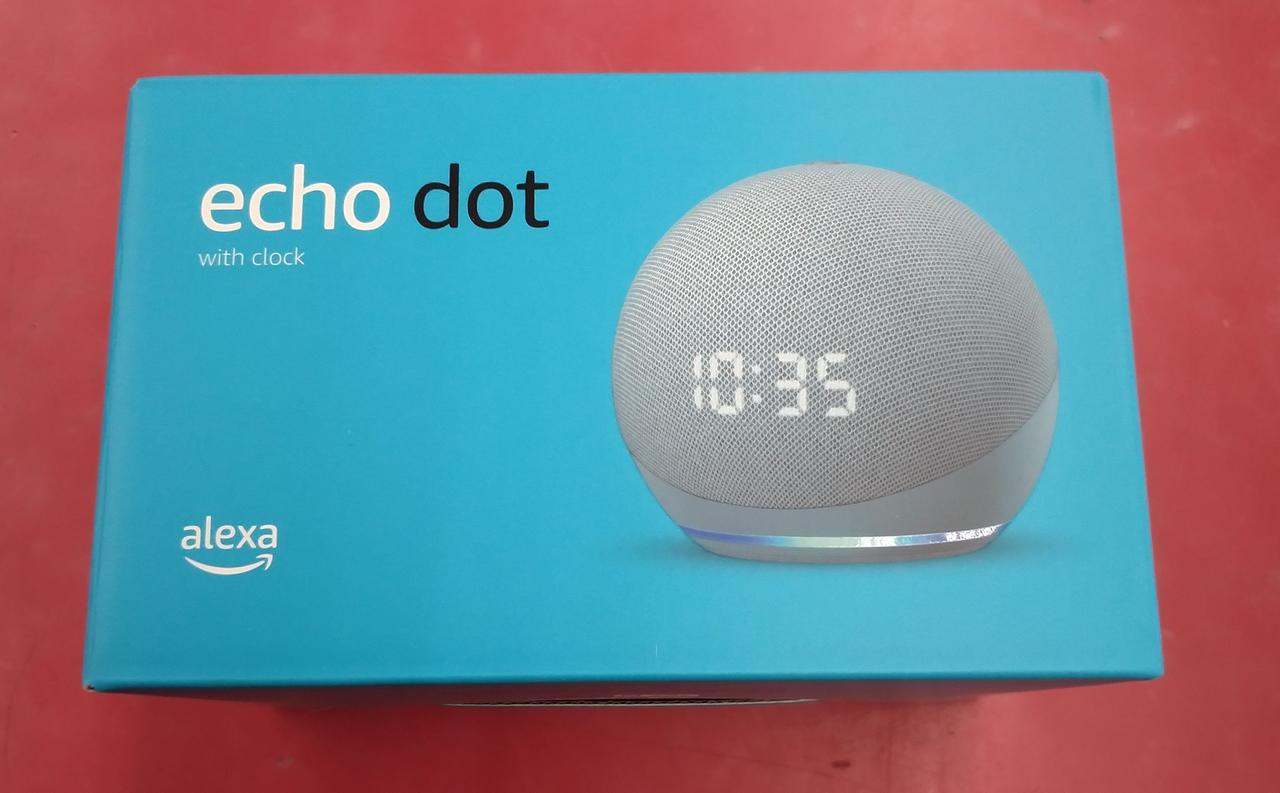 echo dot
with clock
10:35
alexa